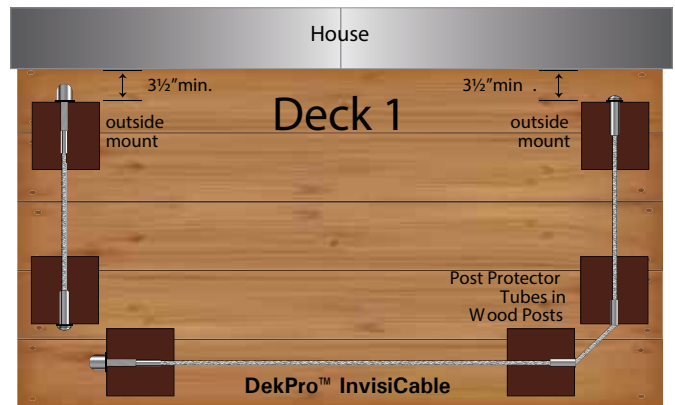 House
3½"min.
3½"min .
Deck 1
outside
mount
outside
mount
Post Protector
Tubes in
Wood Posts
DekPro™ InvisiCable